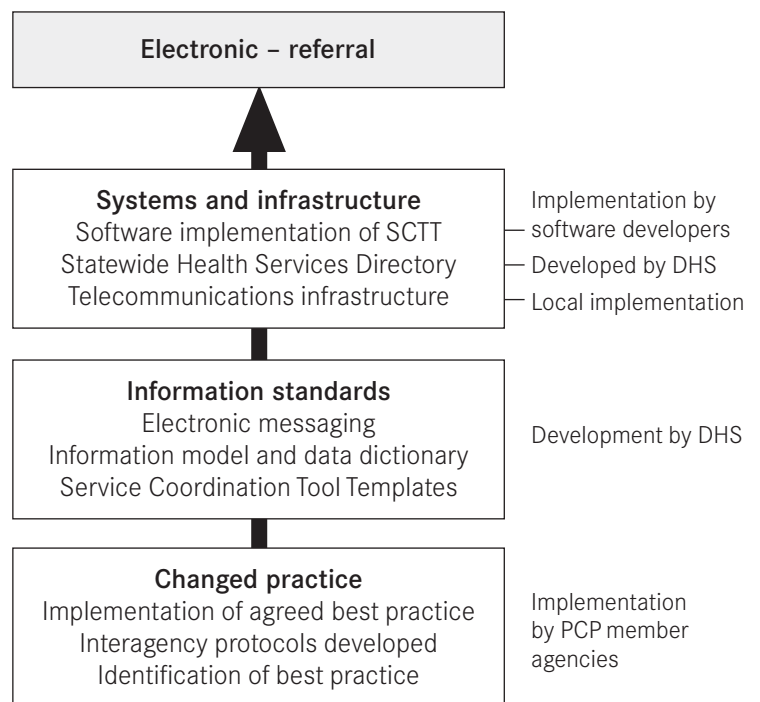 Electronic – referral
Systems and infrastructure
Software implementation of SCTT
Statewide Health Services Directory
Telecommunications infrastructure
Implementation by
software developers
Developed by DHS
Local implementation
Information standards
Electronic messaging
Information model and data dictionary
Service Coordination Tool Templates
Development by DHS
Changed practice
Implementation of agreed best practice
Interagency protocols developed
Identification of best practice
Implementation
by PCP member
agencies